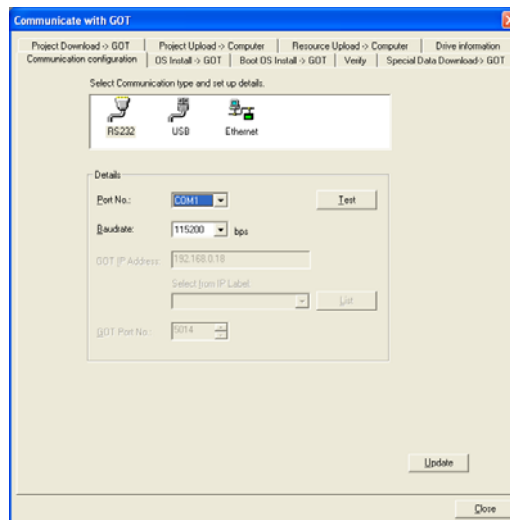 Communicate with GOT
Project Download -> GOT Project Upload -> Computer Resource Upload -> Computer Drive information
Communication configuration OS Install -> GOT Boot OS Install -> GOT Verify Special Data Download-> GOT
Select Communication type and set up details.
RS232 USB Ethernet
Details
Port No.: COM1 Test
Baudrate: 115200 bps
GOT IP Address: 192.168.0.18
Select from IP Label:
List
GOT Port No.: 5014
Update
Close